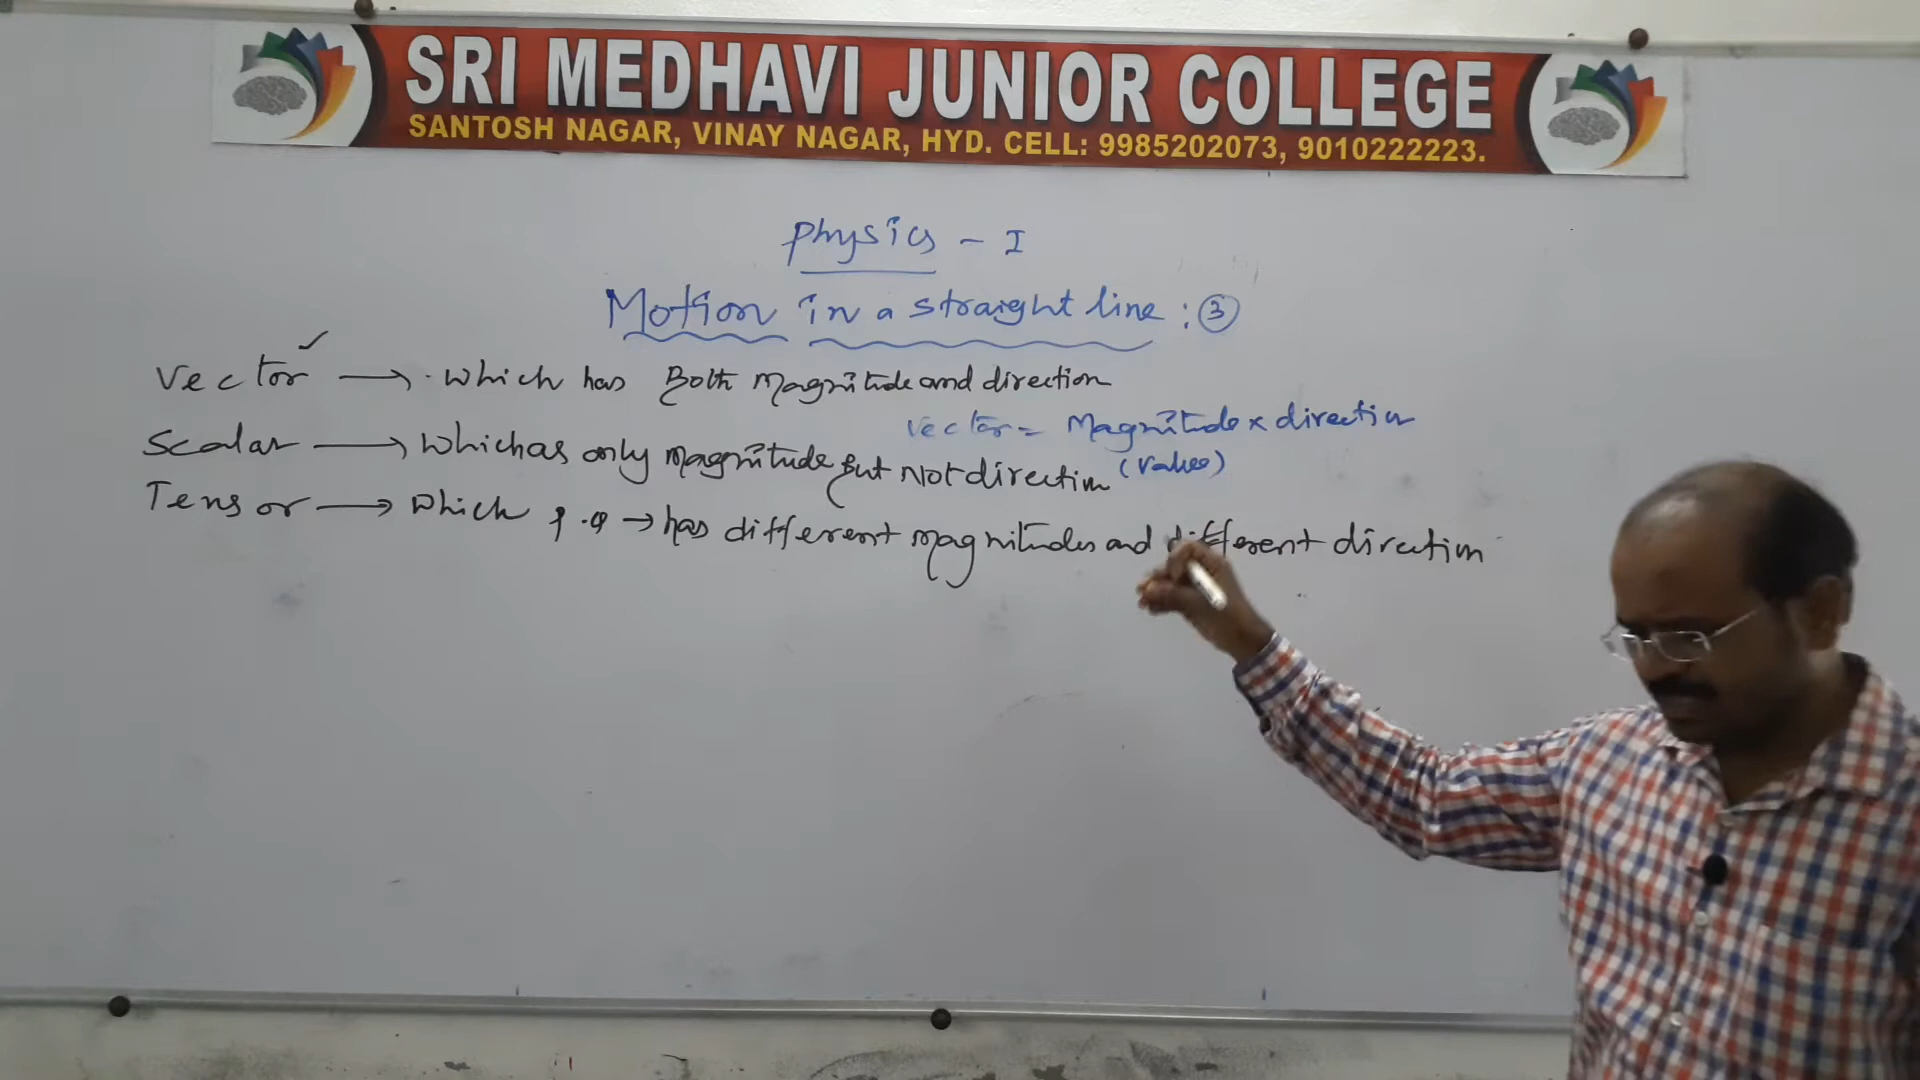 SRI MEDHAVI JUNIOR COLLEGE
SANTOSH NAGAR, VINAY NAGAR, HYD. CELL: 9985202073, 9010222223.
Physics - I
Motion in a straight line : ③
Vector ✓ → which has Both Magnitude and direction
Vector = Magnitude x direction
(Value)
Scalar → which as only magnitude But Not direction
Tensor → which P.Q → has different magnitudes and different direction